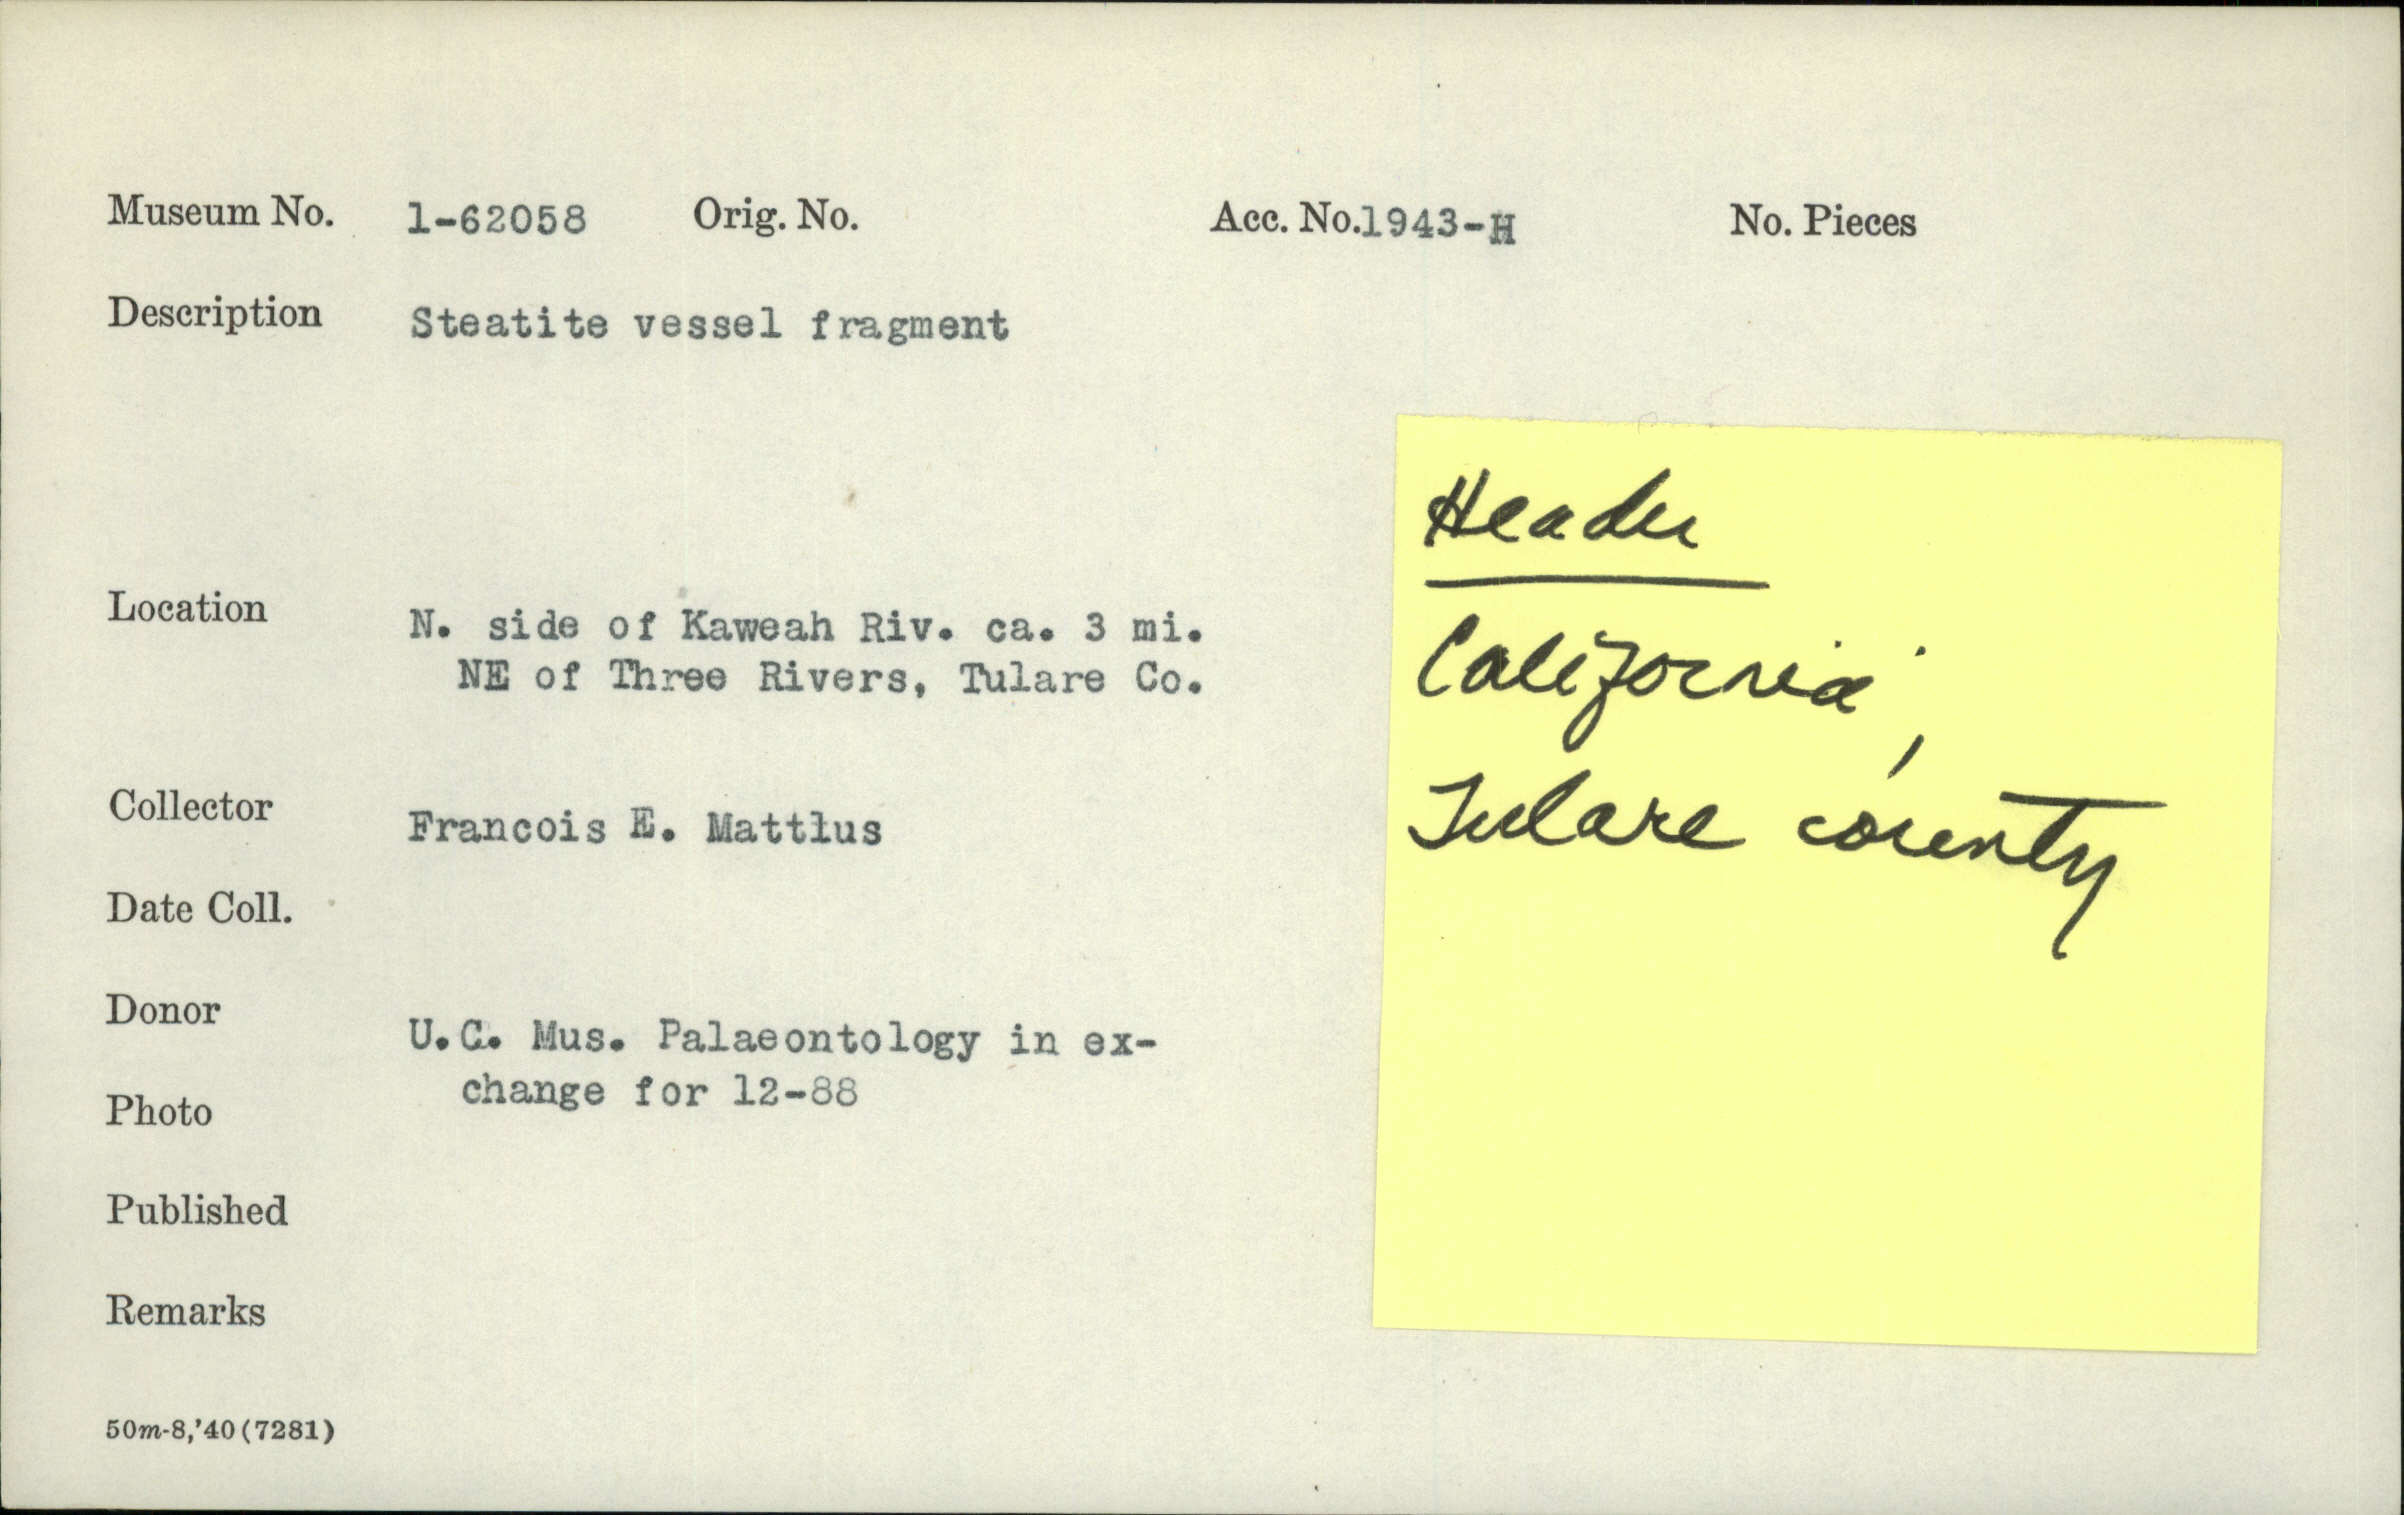 Museum No. 1-62058 Orig. No. Acc. No. 1943-H No. Pieces
Description Steatite vessel fragment
Location N. side of Kaweah Riv. ca. 3 mi.
NE of Three Rivers, Tulare Co.
Collector Francois E. Mattlus
Date Coll.
Donor U.C. Mus. Palaeontology in ex-
change for 12-88
Photo
Published
Remarks
50m-8,'40(7281)
Header
California,
Tulare county